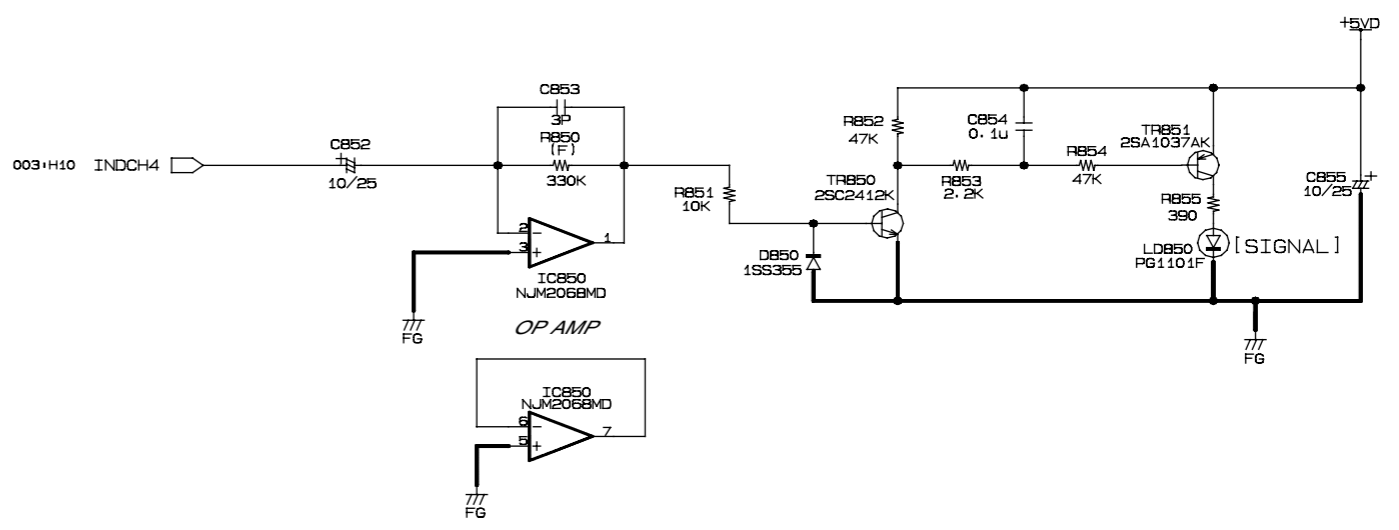 +5VD
C853
3P
R850
(F)
330K
C852
10/25
003:H10 INDCH4
R851
10K
R852
47K
C854
0.1u
TR851
2SA1037AK
R854
47K
TR850
2SC2412K
R853
2.2K
C855
10/25
+
R855
390
2
−
3
+
1
IC850
NJM2068MD
D850
1SS355
LD850
PG1101F
[SIGNAL]
OP AMP
FG
FG
IC850
NJM2068MD
6
−
5
+
7
FG